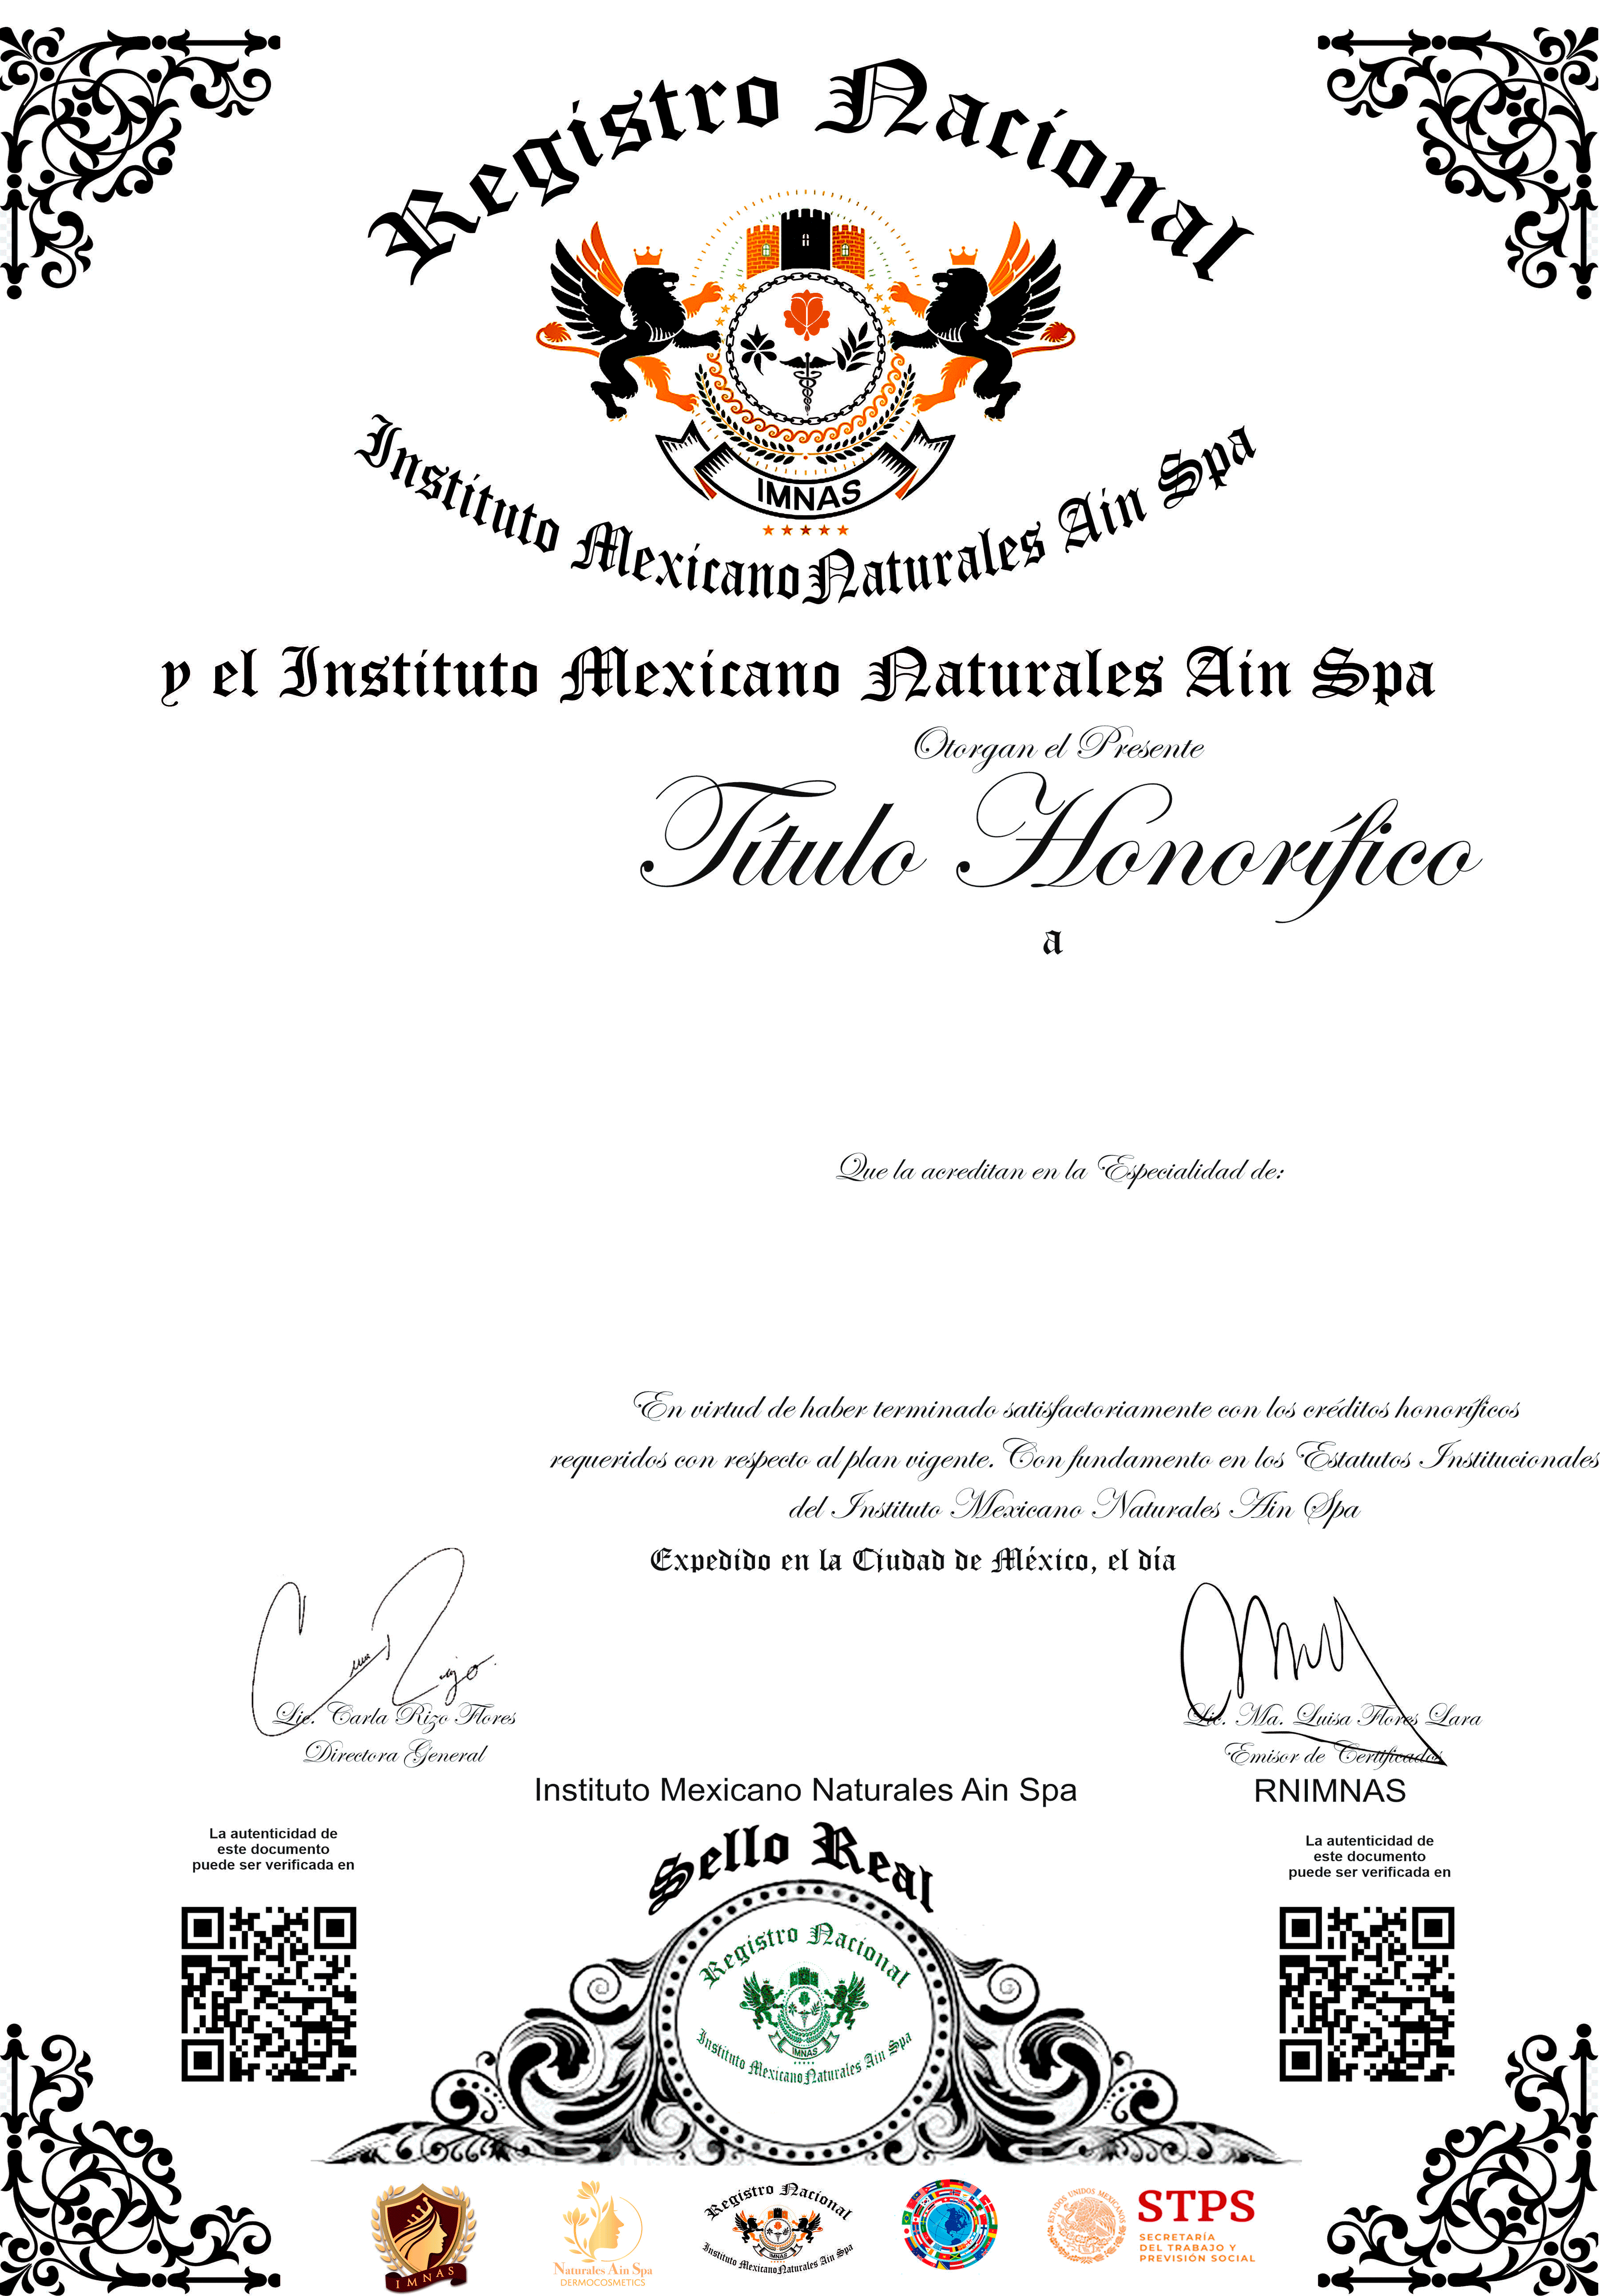 Registro Nacional
IMNAS
Instituto Mexicano Naturales Ain Spa
y el Instituto Mexicano Naturales Ain Spa
Otorgan el Presente
Título Honorífico
a
Que la acreditan en la Especialidad de:
En virtud de haber terminado satisfactoriamente con los créditos honoríficos
requeridos con respecto al plan vigente. Con fundamento en los Estatutos Institucionales
del Instituto Mexicano Naturales Ain Spa
Expedido en la Ciudad de México, el día
Lic. Carla Rizo Flores
Directora General
Lic. Ma. Luisa Flores Lara
Emisor de Certificados
Instituto Mexicano Naturales Ain Spa
RNIMNAS
La autenticidad de
este documento
puede ser verificada en
La autenticidad de
este documento
puede ser verificada en
Sello Real
Registro Nacional
IMNAS
Instituto Mexicano Naturales Ain Spa
IMNAS
Naturales Ain Spa
DERMOCOSMETICS
Registro Nacional
IMNAS
Instituto Mexicano Naturales Ain Spa
ESTADOS UNIDOS MEXICANOS
STPS
SECRETARÍA
DEL TRABAJO Y
PREVISIÓN SOCIAL